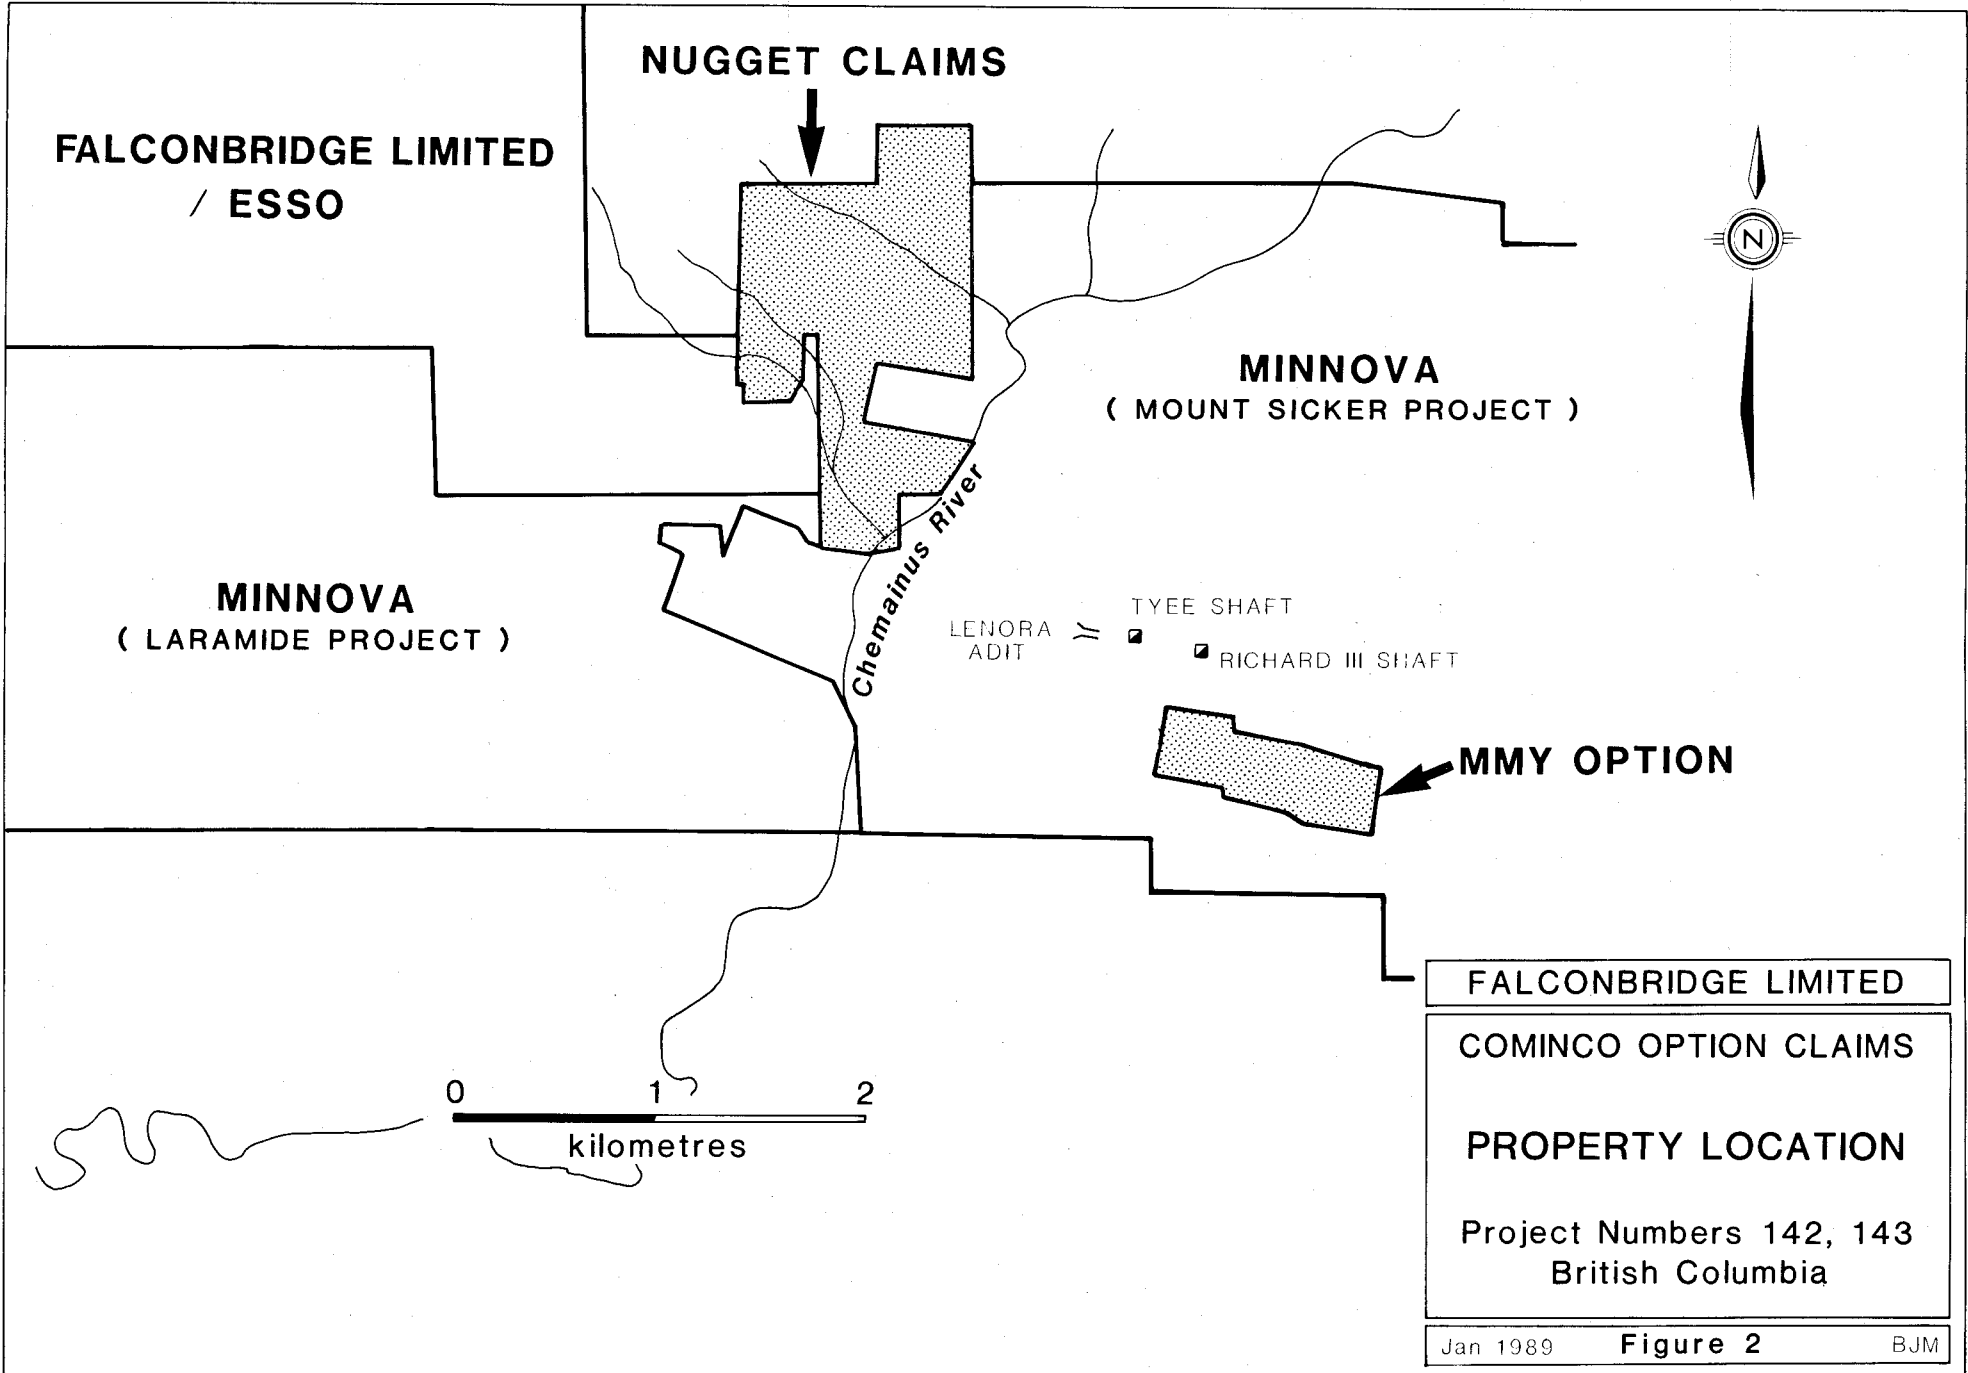 NUGGET CLAIMS
FALCONBRIDGE LIMITED
/ ESSO
N
MINNOVA
( MOUNT SICKER PROJECT )
Chemainus River
MINNOVA
( LARAMIDE PROJECT )
TYEE SHAFT
LENORA
ADIT
RICHARD III SHAFT
MMY OPTION
0 1 2
kilometres
FALCONBRIDGE LIMITED
COMINCO OPTION CLAIMS
PROPERTY LOCATION
Project Numbers 142, 143
British Columbia
Jan 1989 Figure 2 BJM